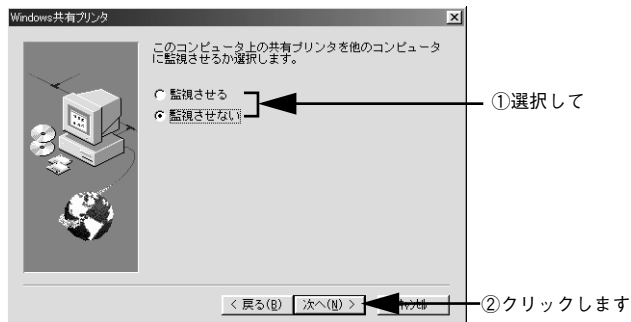 Windows共有プリンタ
このコンピュータ上の共有プリンタを他のコンピュータ
に監視させるか選択します。
監視させる
監視させない
①選択して
< 戻る(B)
次へ(N) >
②クリックします